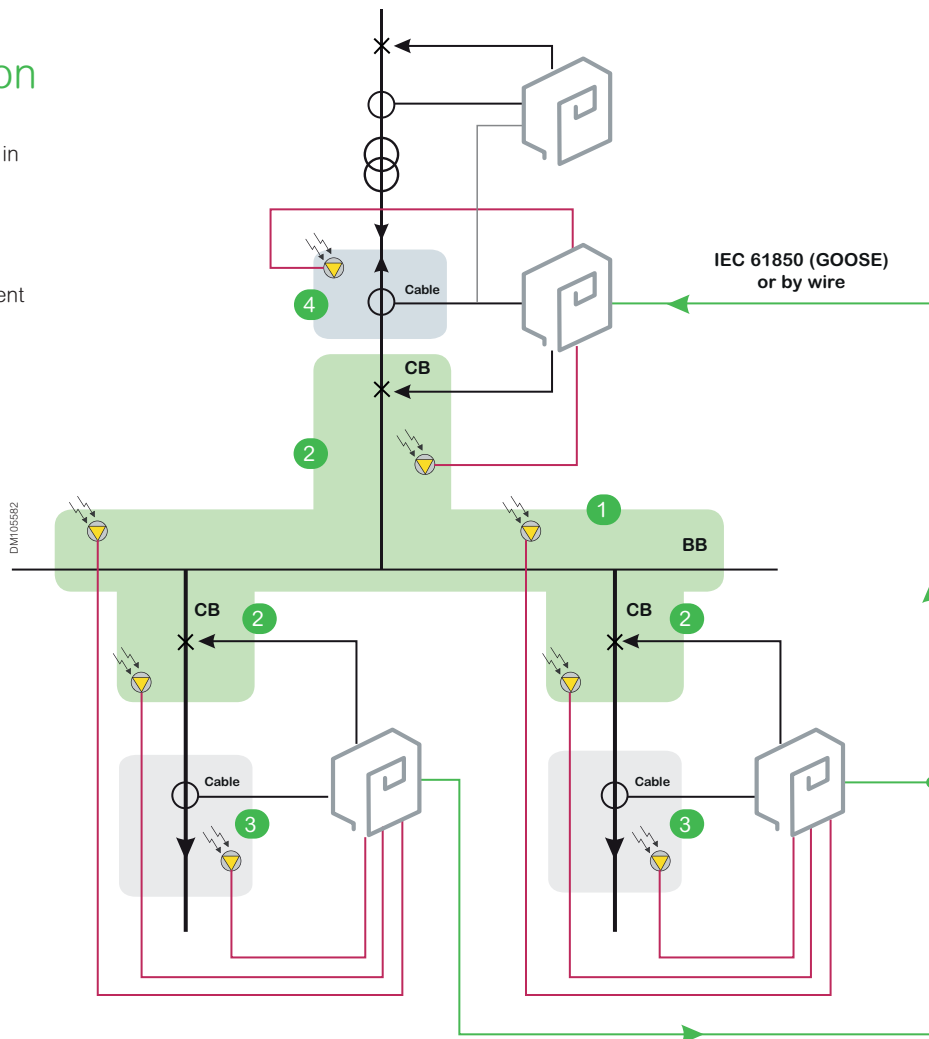 on
in
ent
IEC 61850 (GOOSE)
or by wire
Cable
4
CB
2
DM105582
1
BB
CB
2
CB
2
Cable
3
Cable
3